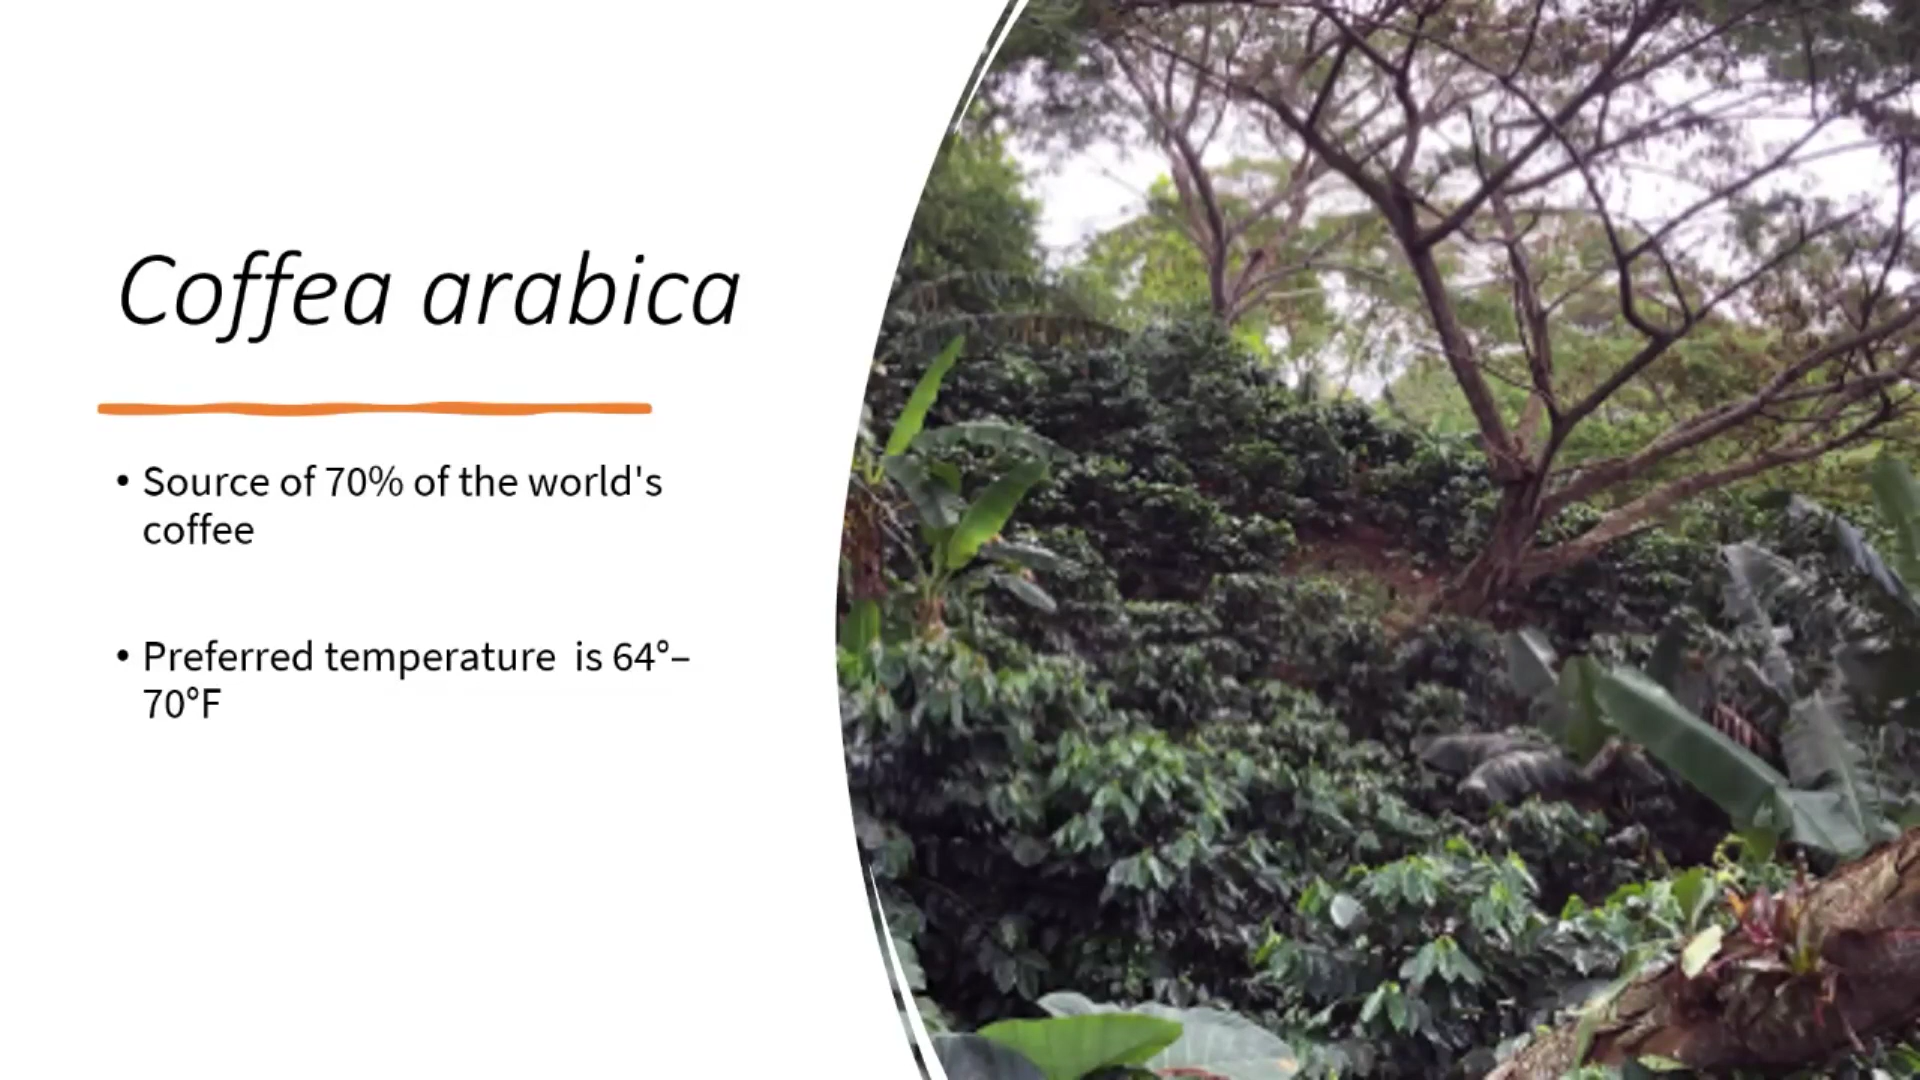 Coffea arabica
• Source of 70% of the world's
coffee
• Preferred temperature  is 64°–
70°F